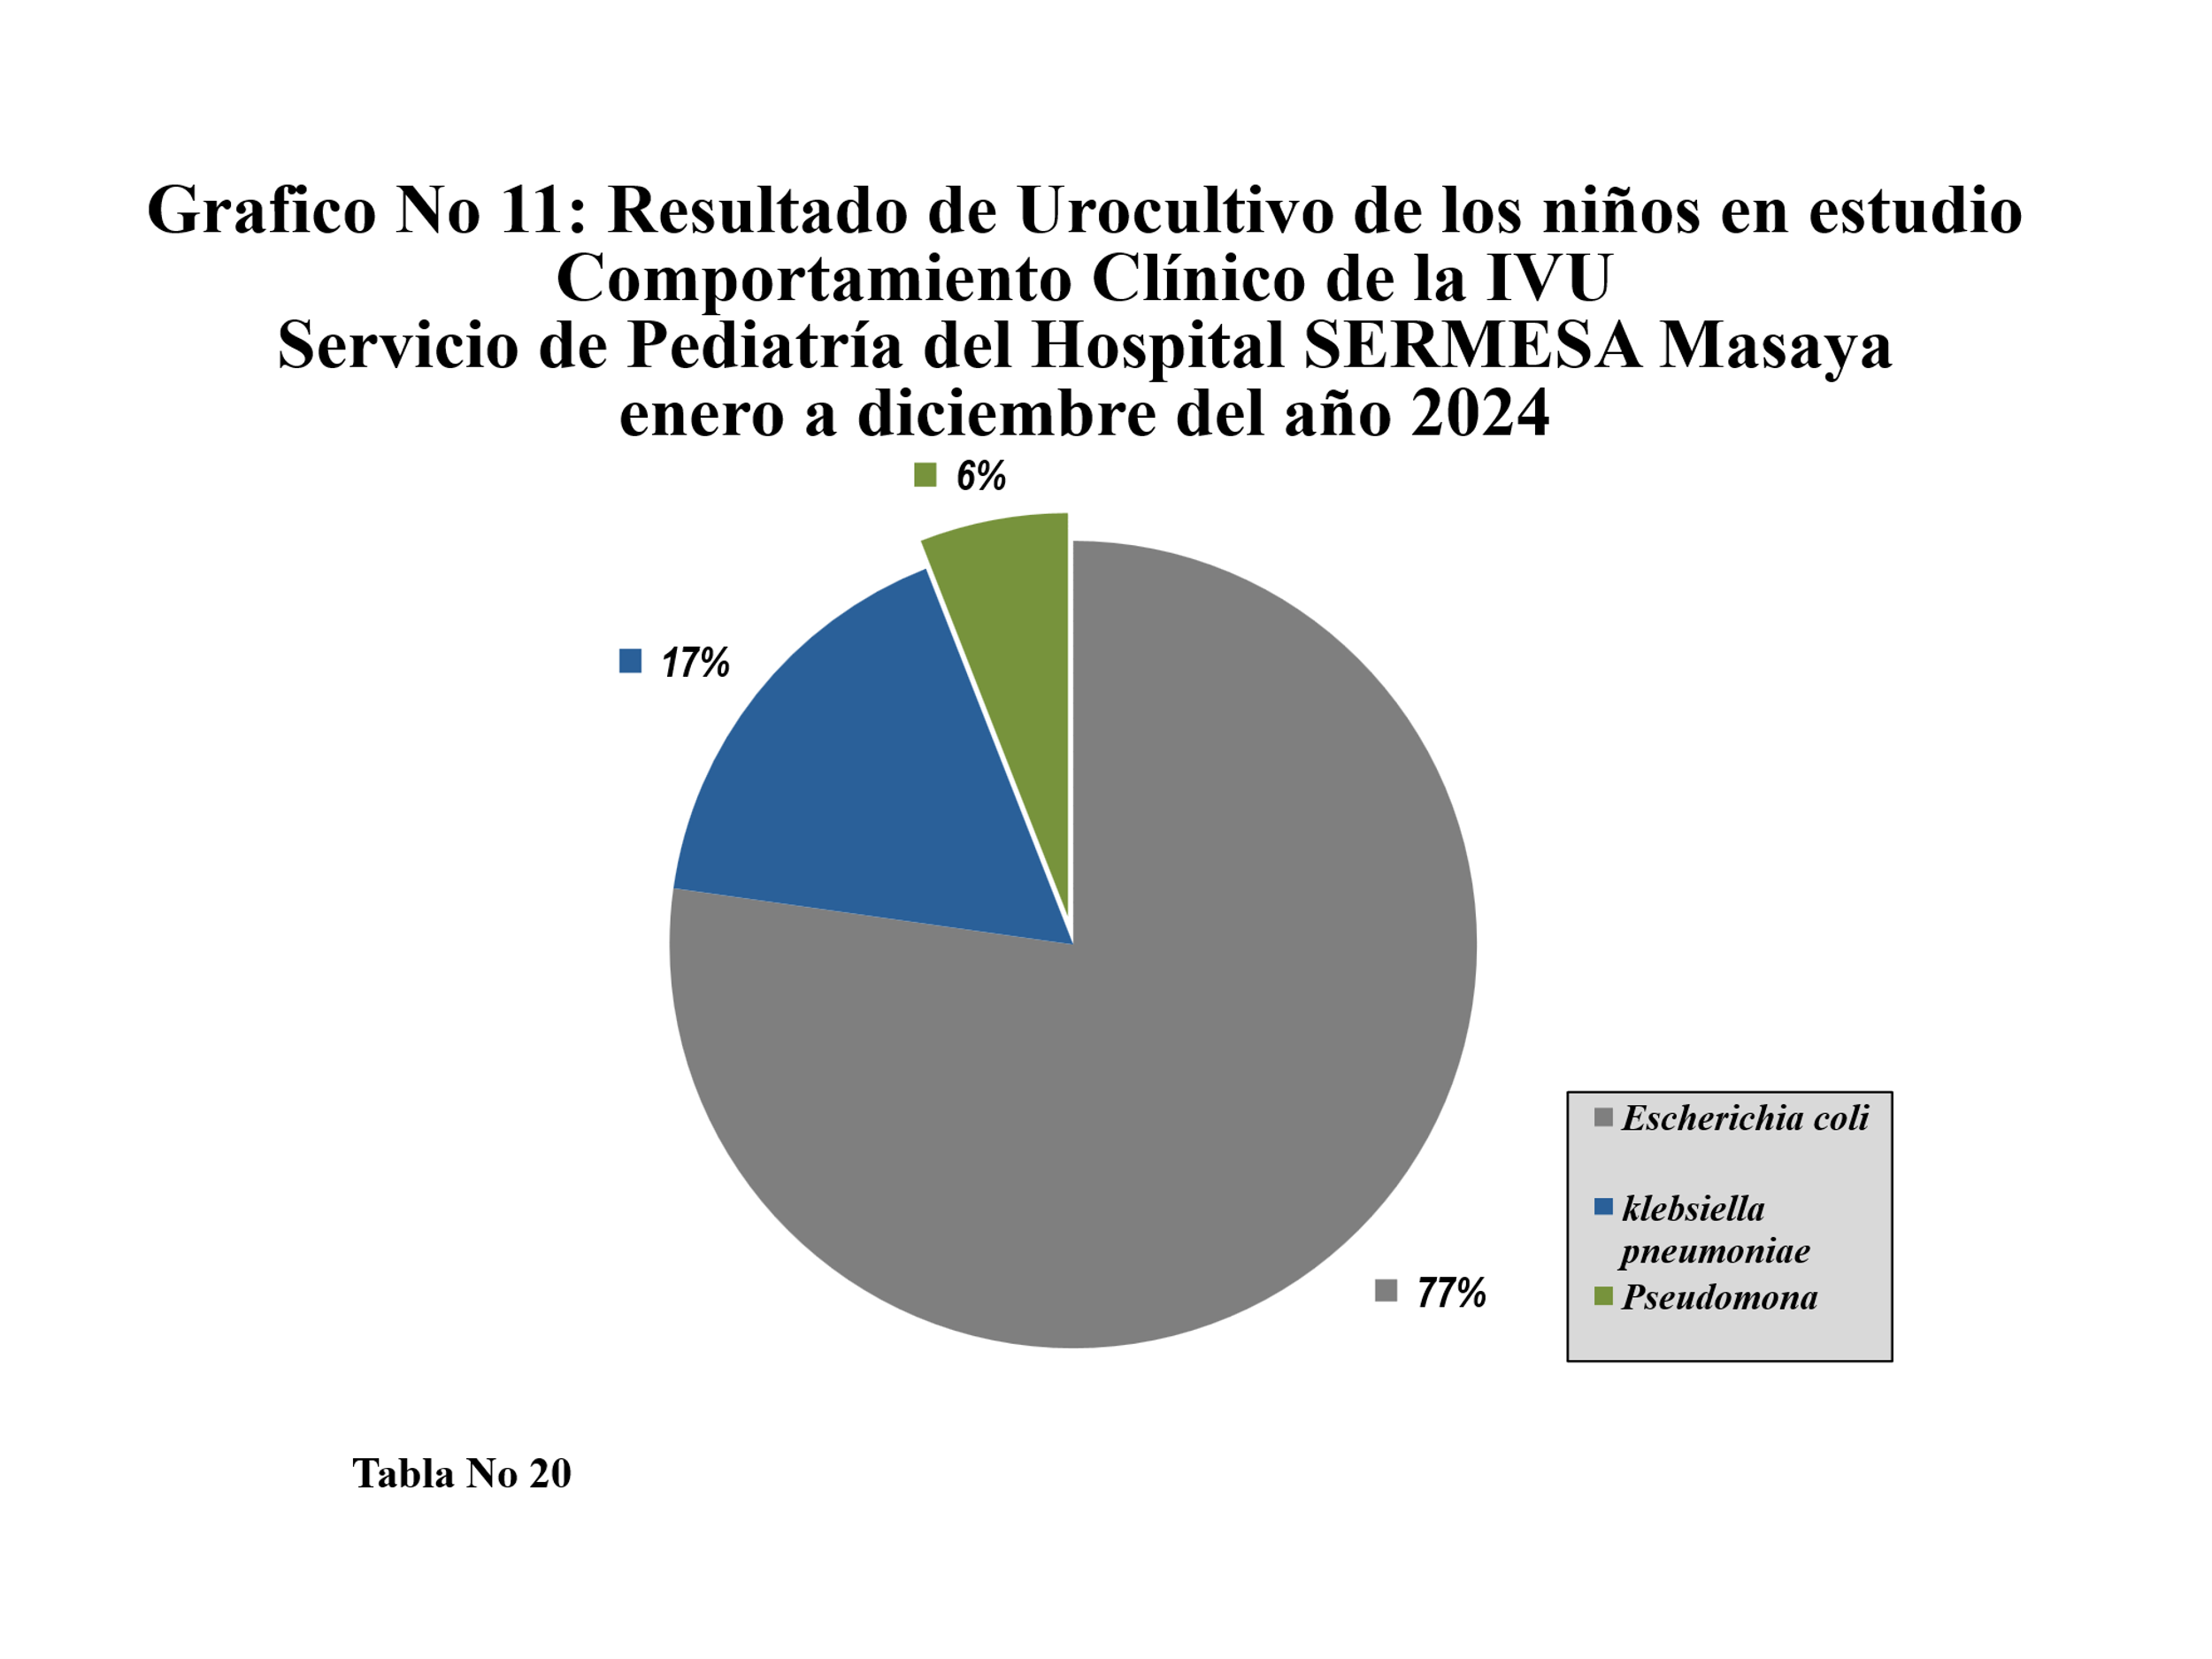 Grafico No 11: Resultado de Urocultivo de los niños en estudio
Comportamiento Clínico de la IVU
Servicio de Pediatría del Hospital SERMESA Masaya
enero a diciembre del año 2024
6%
17%
77%
Escherichia coli
klebsiella
pneumoniae
Pseudomona
Tabla No 20